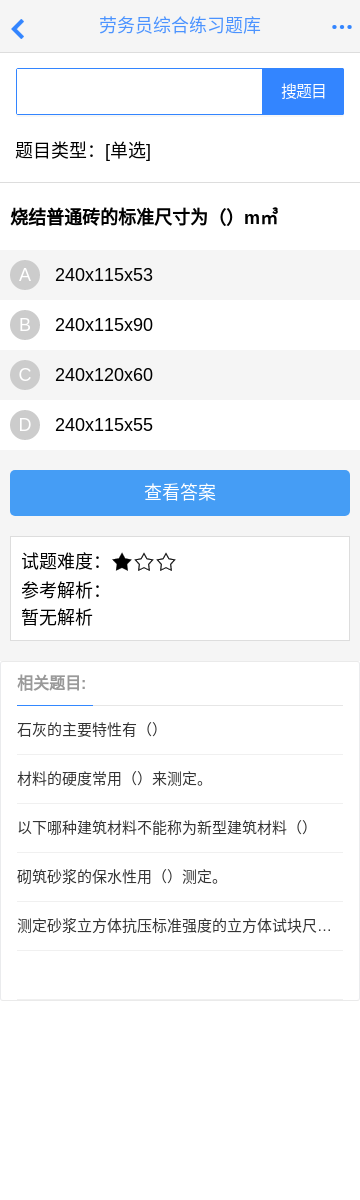 劳务员综合练习题库
搜题目
题目类型：[单选]
烧结普通砖的标准尺寸为（）m㎡³
A 240x115x53
B 240x115x90
C 240x120x60
D 240x115x55
查看答案
试题难度：★☆☆
参考解析：
暂无解析
相关题目:
石灰的主要特性有（）
材料的硬度常用（）来测定。
以下哪种建筑材料不能称为新型建筑材料（）
砌筑砂浆的保水性用（）测定。
测定砂浆立方体抗压标准强度的立方体试块尺…